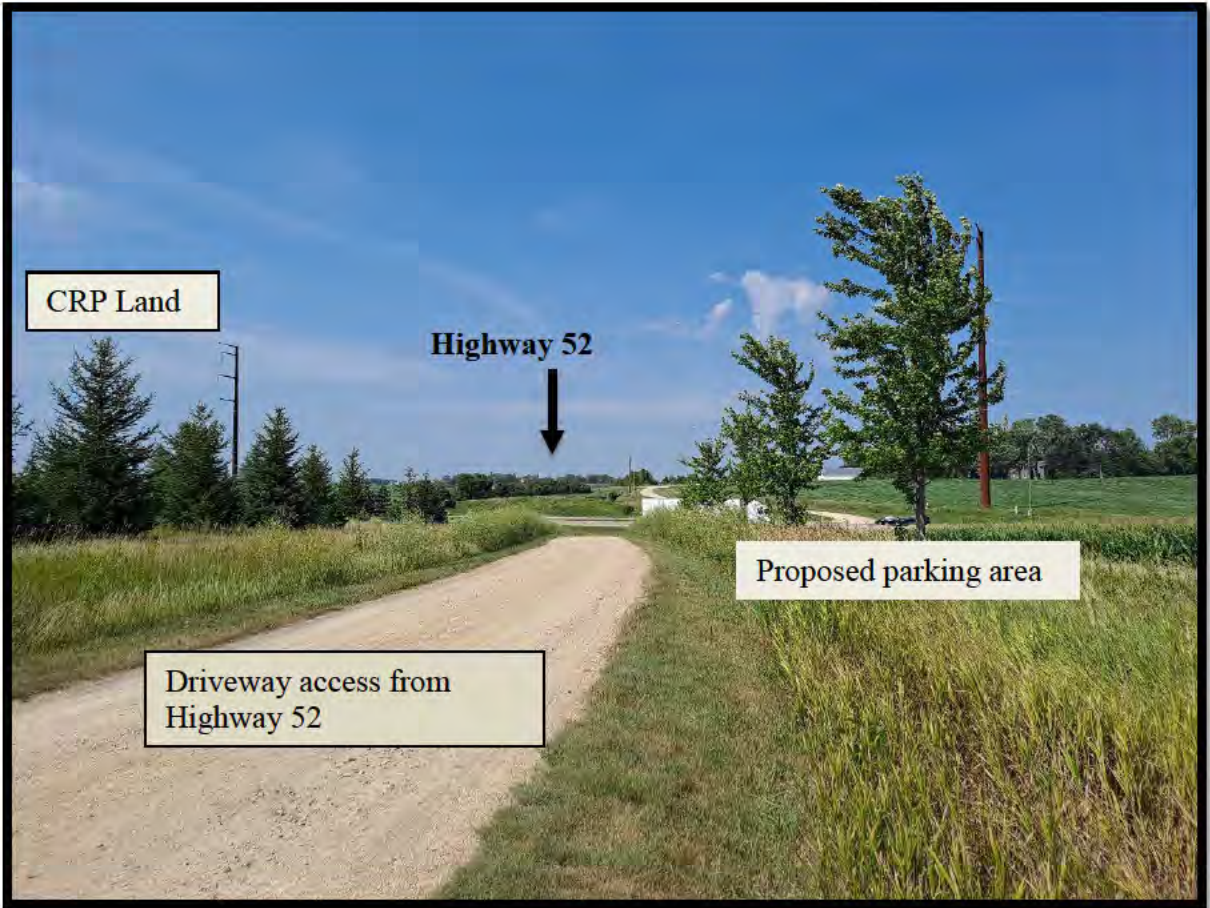 CRP Land
Highway 52
Proposed parking area
Driveway access from
Highway 52